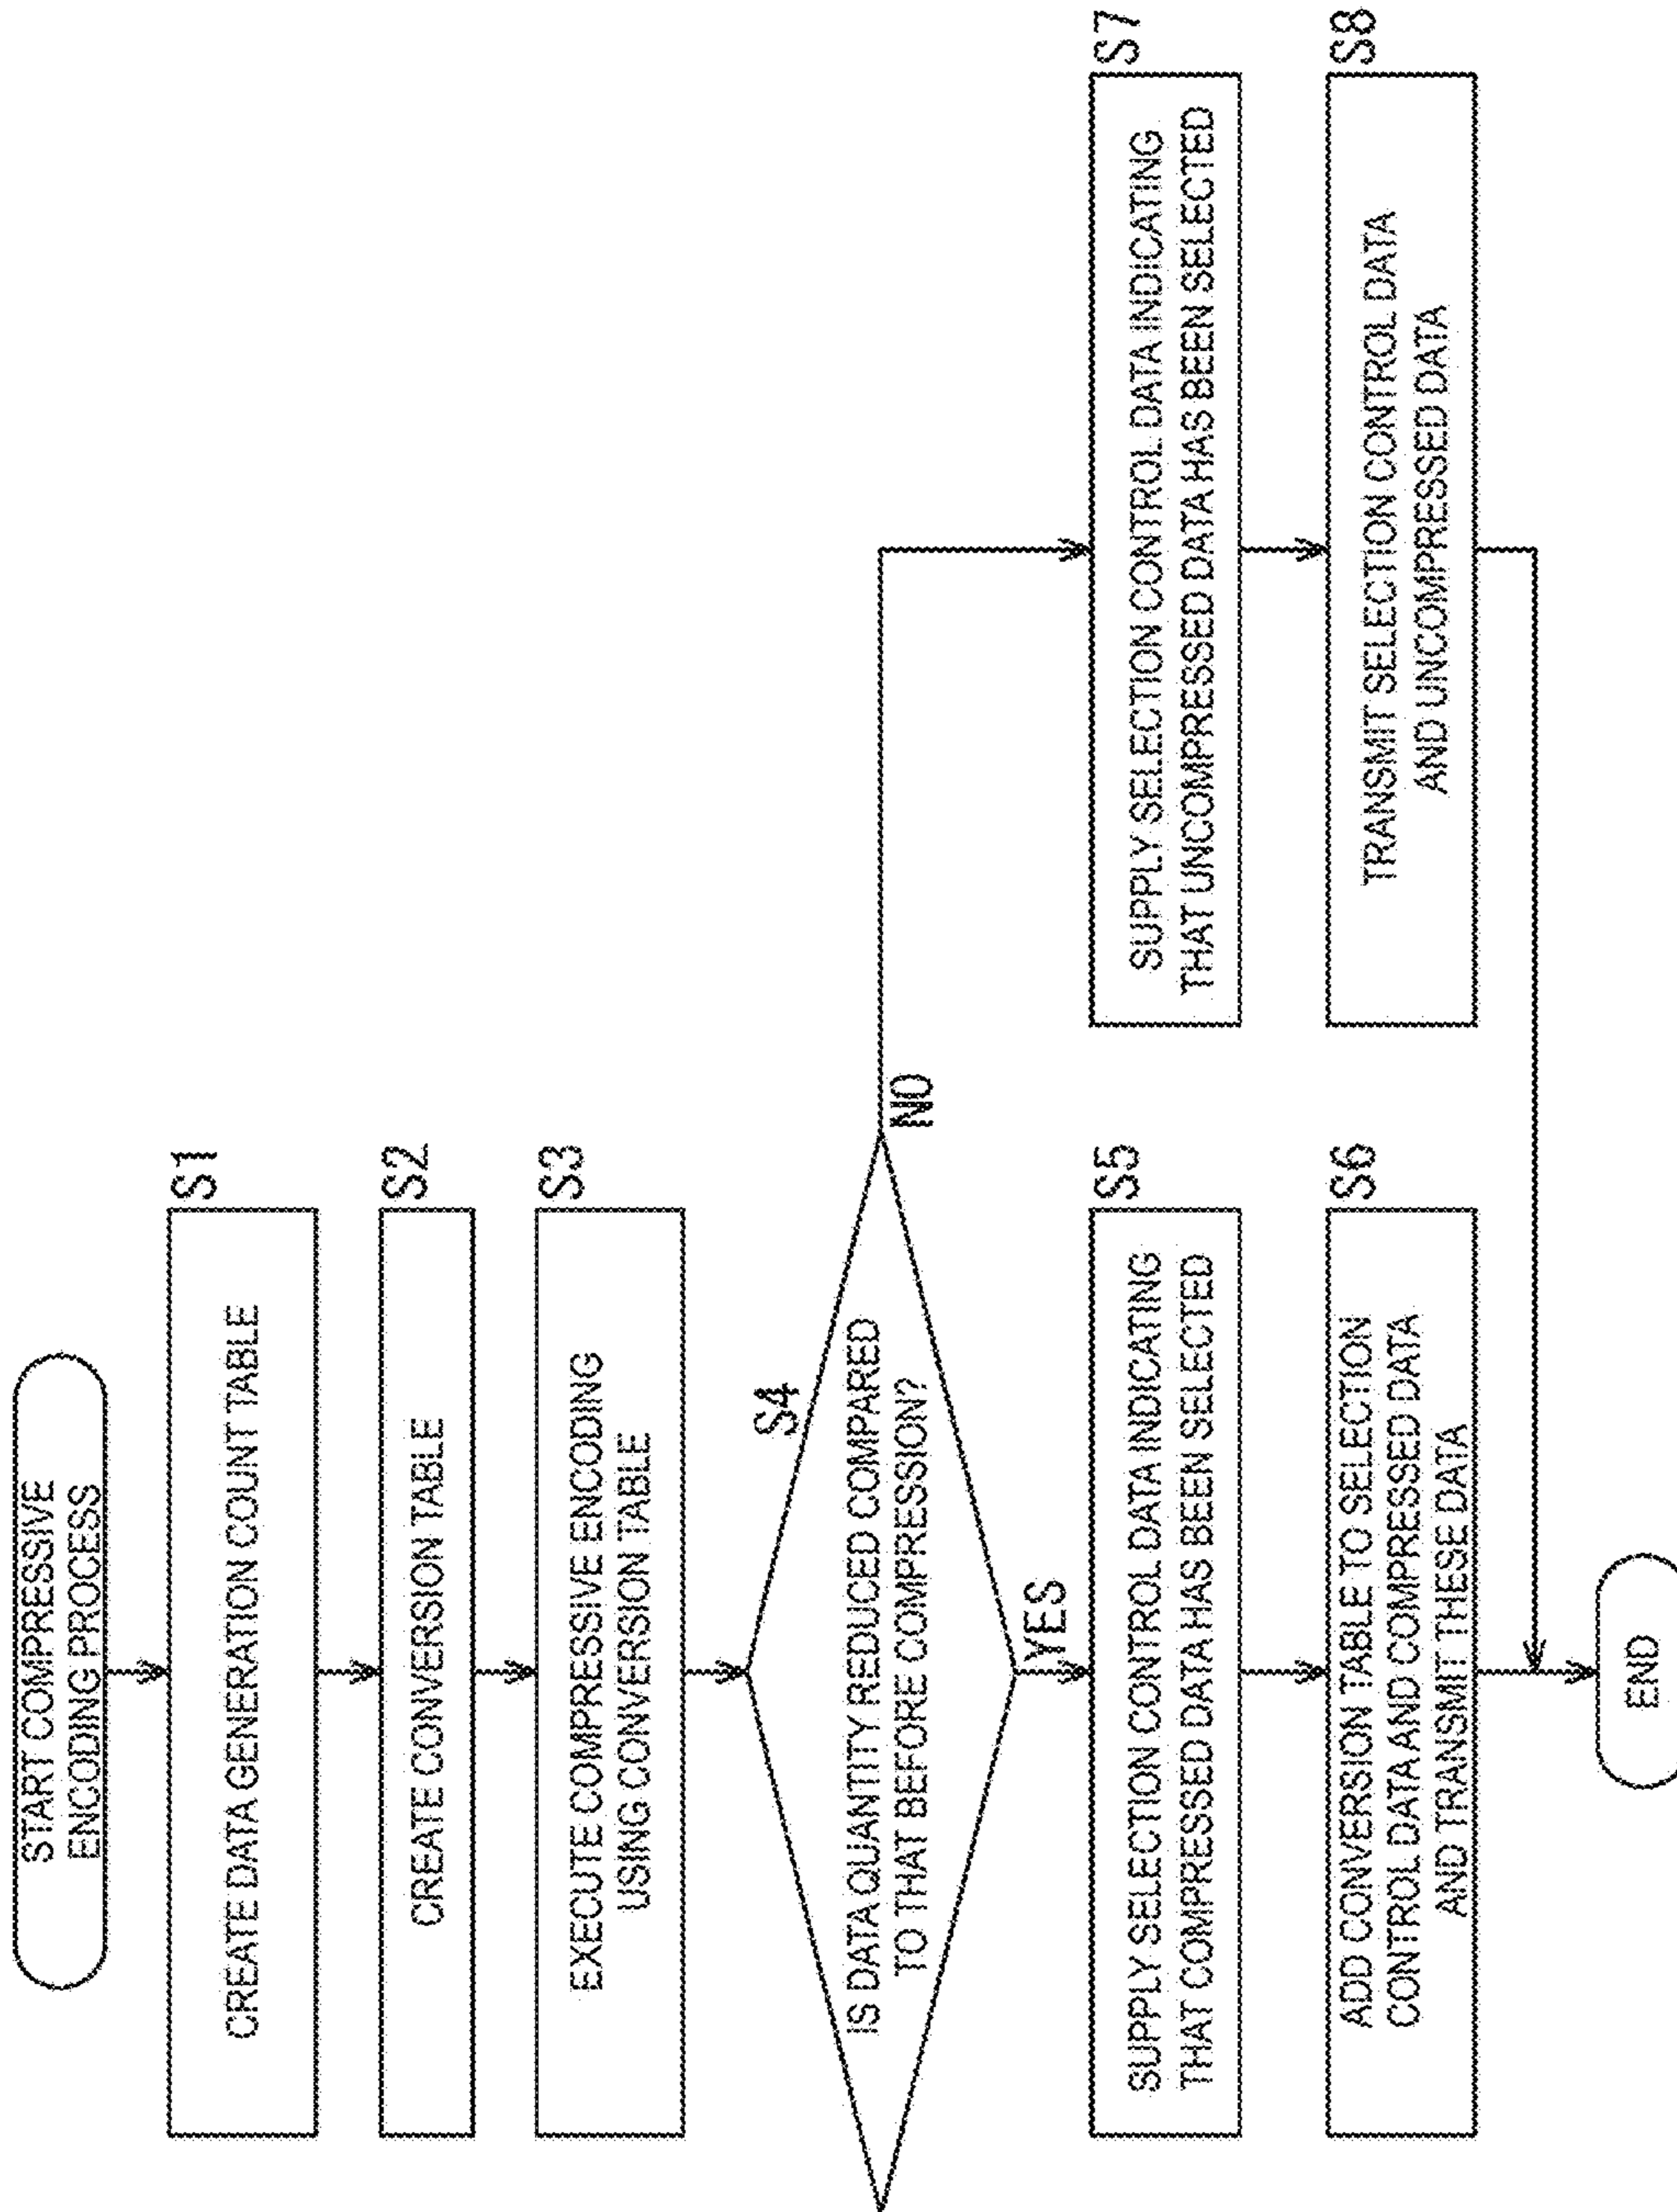 START COMPRESSIVE
ENCODING PROCESS
S1
CREATE DATA GENERATION COUNT TABLE
S2
CREATE CONVERSION TABLE
S3
EXECUTE COMPRESSIVE ENCODING
USING CONVERSION TABLE
S4
IS DATA QUANTITY REDUCED COMPARED
TO THAT BEFORE COMPRESSION?
NO
YES
S5
SUPPLY SELECTION CONTROL DATA INDICATING
THAT COMPRESSED DATA HAS BEEN SELECTED
S6
ADD CONVERSION TABLE TO SELECTION
CONTROL DATA AND COMPRESSED DATA
AND TRANSMIT THESE DATA
S7
SUPPLY SELECTION CONTROL DATA INDICATING
THAT UNCOMPRESSED DATA HAS BEEN SELECTED
S8
TRANSMIT SELECTION CONTROL DATA
AND UNCOMPRESSED DATA
END